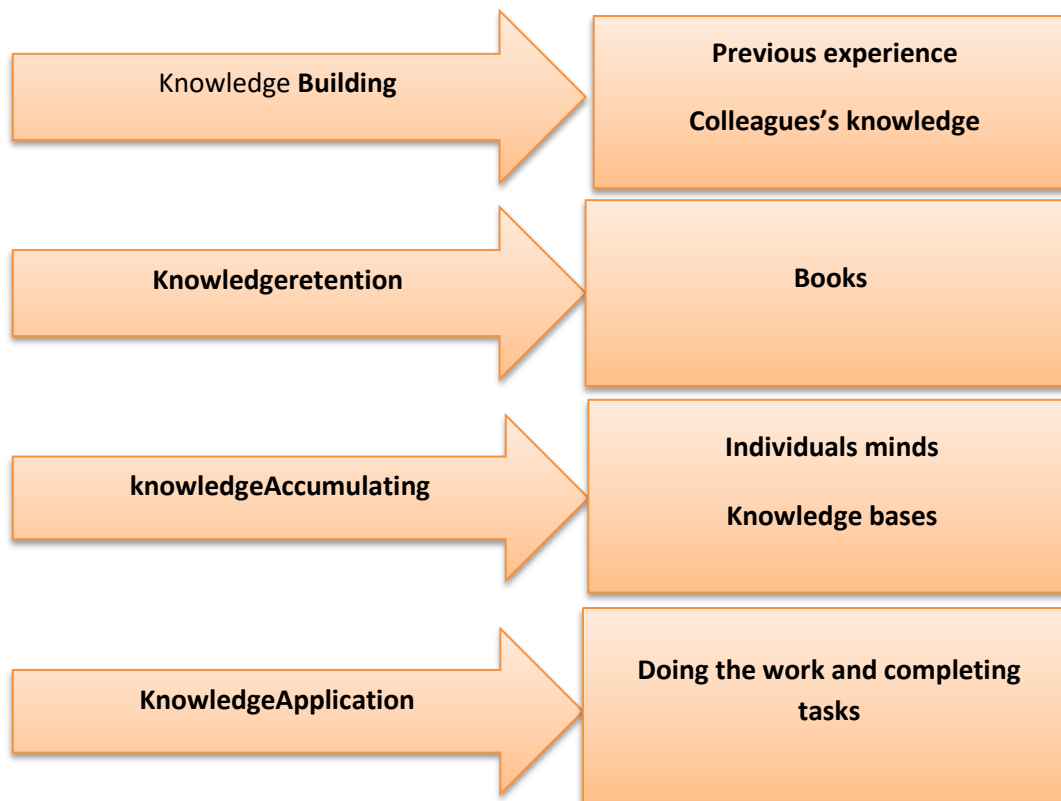 Knowledge Building
Previous experience
Colleagues's knowledge
Knowledgeretention
Books
knowledgeAccumulating
Individuals minds
Knowledge bases
KnowledgeApplication
Doing the work and completing
tasks